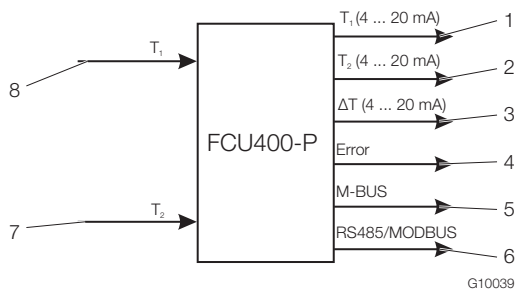 T₁ (4 ... 20 mA) 1
T₁
T₂ (4 ... 20 mA) 2
8
ΔT (4 ... 20 mA) 3
FCU400-P
Error 4
M-BUS 5
T₂
7
RS485/MODBUS 6
G10039